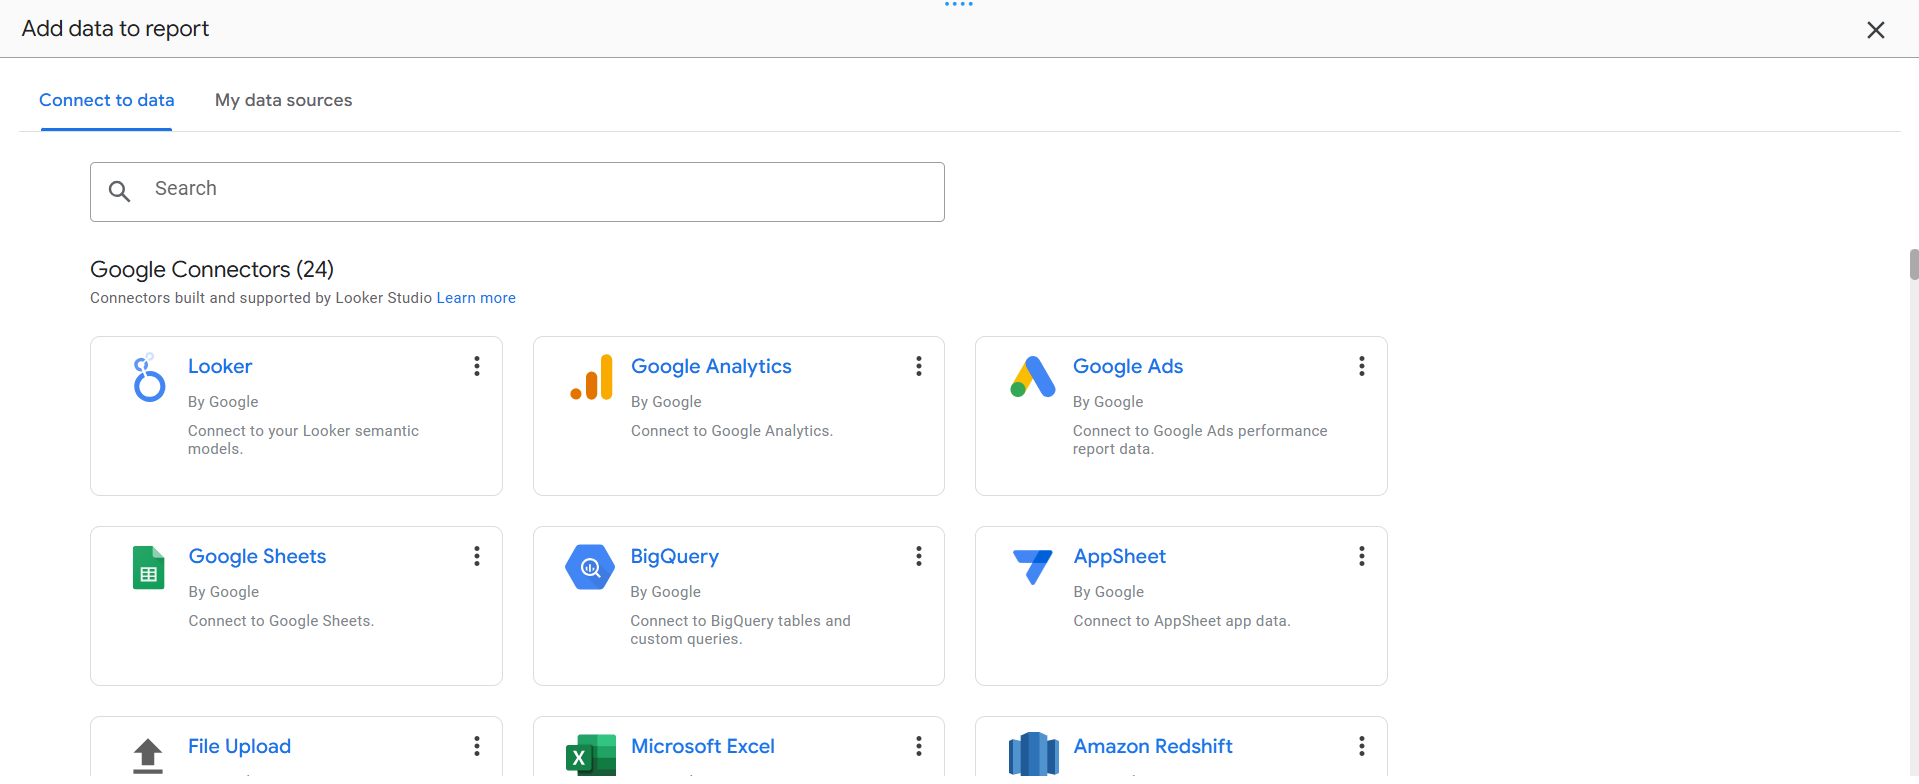 Add data to report
Connect to data
My data sources
Search
Google Connectors (24)
Connectors built and supported by Looker Studio Learn more
Looker
By Google
Connect to your Looker semantic
models.
Google Analytics
By Google
Connect to Google Analytics.
Google Ads
By Google
Connect to Google Ads performance
report data.
Google Sheets
By Google
Connect to Google Sheets.
BigQuery
By Google
Connect to BigQuery tables and
custom queries.
AppSheet
By Google
Connect to AppSheet app data.
File Upload
X
Microsoft Excel
Amazon Redshift